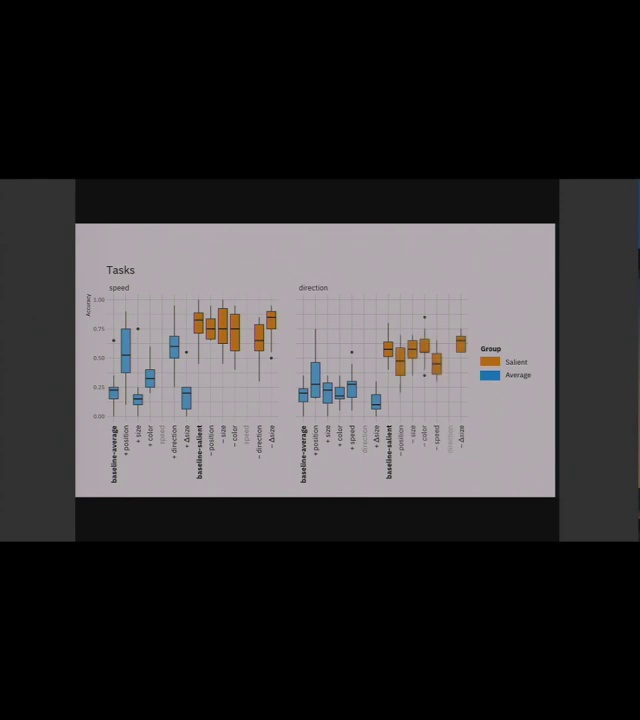 Tasks
speed
direction
Accuracy
1.00
0.75
0.50
0.25
0.00
baseline-average
+ position
+ size
+ color
speed
+ direction
+ Δsize
baseline-salient
− position
− size
− color
speed
− direction
− Δsize
baseline-average
+ position
+ size
+ color
+ speed
direction
+ Δsize
baseline-salient
− position
− size
− color
− speed
direction
− Δsize
Group
Salient
Average